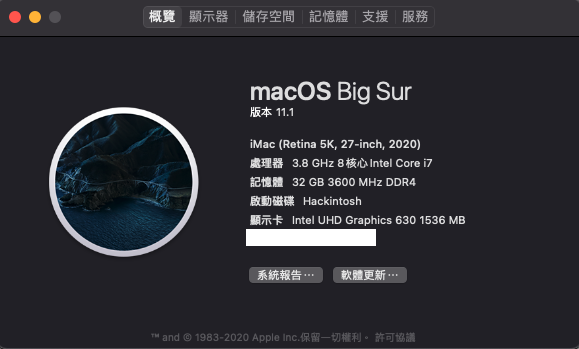 概覽 顯示器 儲存空間 記憶體 支援 服務
macOS Big Sur
版本 11.1
iMac (Retina 5K, 27-inch, 2020)
處理器 3.8 GHz 8核心Intel Core i7
記憶體 32 GB 3600 MHz DDR4
啟動磁碟 Hackintosh
顯示卡 Intel UHD Graphics 630 1536 MB
系統報告⋯ 軟體更新⋯
™ and © 1983-2020 Apple Inc.保留一切權利。 許可協議